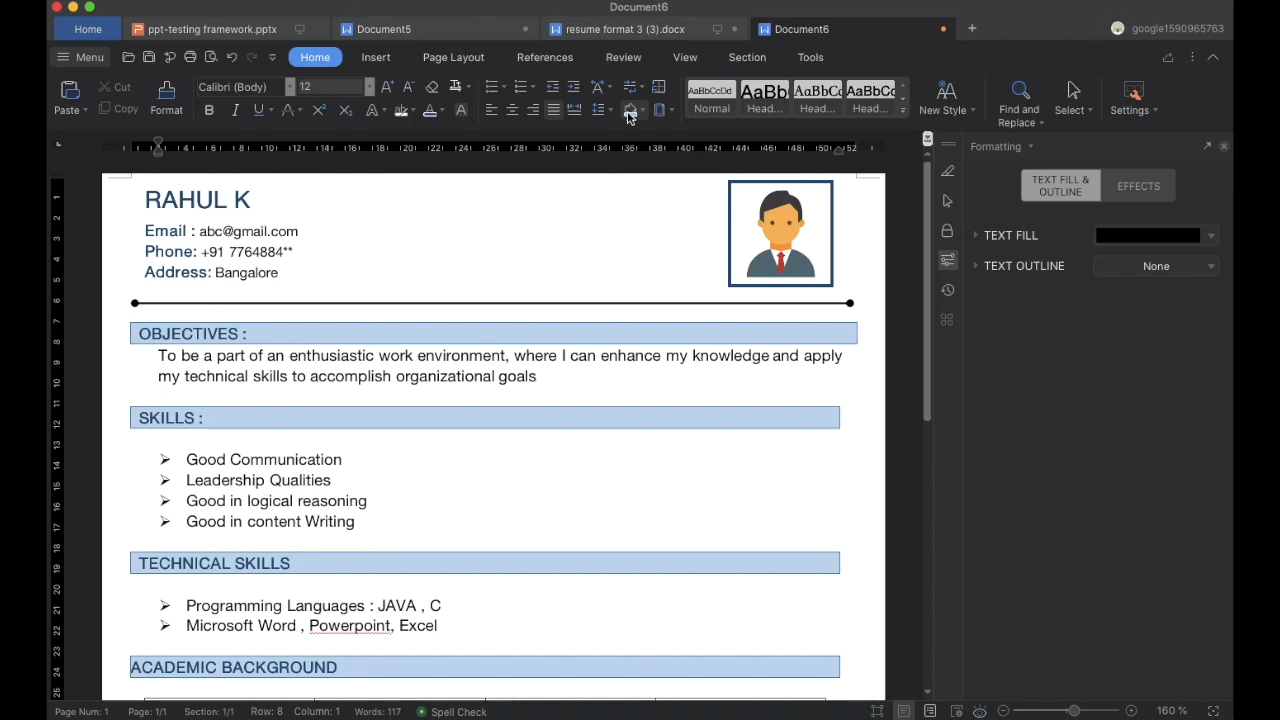 Document6
Home
ppt-testing framework.pptx
Document5
resume format 3 (3).docx
Document6
google1590965763
Menu
Home
Insert
Page Layout
References
Review
View
Section
Tools
Paste
Cut
Copy
Format
Calibri (Body)
12
AaBbCcDd
Normal
AaBb
Head...
AaBbCc
Head...
AaBbCc
Head...
New Style
Find and
Replace
Select
Settings
RAHUL K
Email : abc@gmail.com
Phone: +91 7764884**
Address: Bangalore
OBJECTIVES :
To be a part of an enthusiastic work environment, where I can enhance my knowledge and apply
my technical skills to accomplish organizational goals
SKILLS :
➢ Good Communication
➢ Leadership Qualities
➢ Good in logical reasoning
➢ Good in content Writing
TECHNICAL SKILLS
➢ Programming Languages : JAVA , C
➢ Microsoft Word , Powerpoint, Excel
ACADEMIC BACKGROUND
Formatting
TEXT FILL &
OUTLINE
EFFECTS
TEXT FILL
TEXT OUTLINE
None
Page Num: 1
Page: 1/1
Section: 1/1
Row: 8
Column: 1
Words: 117
Spell Check
160 %